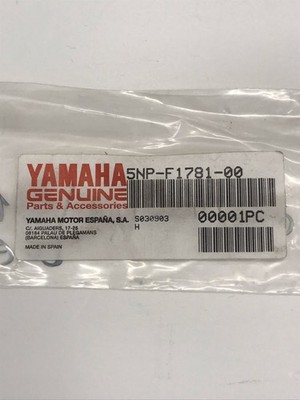 YAMAHA
GENUINE
Parts & Accessories
5NP-F1781-00
YAMAHA MOTOR ESPAÑA, S.A.
S030903
00001PC
C/. AIGUADERS, 17-25
H
08184 PALAU DE PLEGAMANS
(BARCELONA) ESPAÑA
MADE IN SPAIN